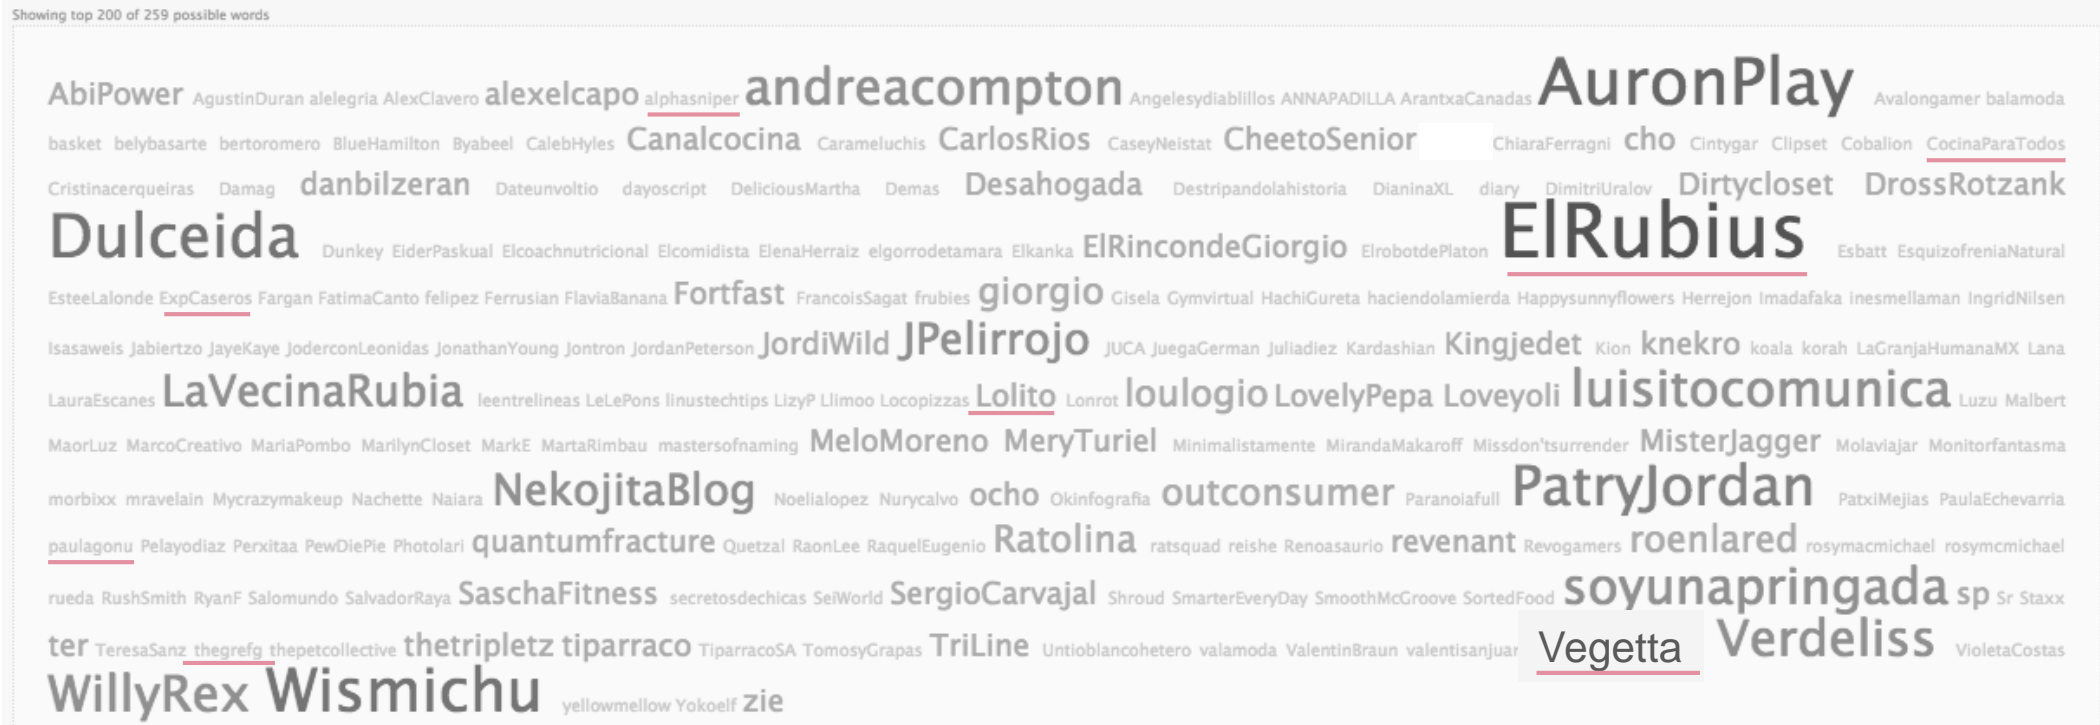 Showing top 200 of 259 possible words
AbiPower AgustinDuran alelegria AlexClavero alexelcapo alphasniper andreacompton Angelesydiablillos ANNAPADILLA ArantxaCanadas AuronPlay Avalongamer balamoda
basket belybasarte bertoromero BlueHamilton Byabeel CalebHyles Canalcocina Carameluchis CarlosRios CaseyNeistat CheetoSenior ChiaraFerragni cho Cintygar Clipset Cobalion CocinaParaTodos
Cristinacerqueiras Damag danbilzeran Dateunvoltio dayoscript DeliciousMartha Demas Desahogada Destripandolahistoria DianinaXL diary DimitriUralov Dirtycloset DrossRotzank
Dulceida Dunkey EiderPaskual Elcoachnutricional Elcomidista ElenaHerraiz elgorrodetamara Elkanka ElRincondeGiorgio ElrobotdePlaton ElRubius Esbatt EsquizofreniaNatural
EsteeLalonde ExpCaseros Fargan FatimaCanto felipez Ferrusian FlaviaBanana Fortfast FrancoisSagat frubies giorgio Gisela Gymvirtual HachiGureta haciendolamierda Happysunnyflowers Herrejon Imadafaka inesmellaman IngridNilsen
Isasaweis Jabiertzo JayeKaye JoderconLeonidas JonathanYoung Jontron JordanPeterson JordiWild JPelirrojo JUCA JuegaGerman Juliadiez Kardashian Kingjedet Kion knekro koala korah LaGranjaHumanaMX Lana
LauraEscanes LaVecinaRubia leentrelineas LeLePons linustechtips LizyP Llimoo Locopizzas Lolito Lonrot loulogio LovelyPepa Loveyoli luisitocomunica Luzu Malbert
MaorLuz MarcoCreativo MariaPombo MarilynCloset MarkE MartaRimbau mastersofnaming MeloMoreno MeryTuriel Minimalistamente MirandaMakaroff Missdon'tsurrender MisterJagger Molaviajar Monitorfantasma
morbixx mravelain Mycrazymakeup Nachette Naiara NekojitaBlog Noelialopez Nurycalvo ocho Okinfografia outconsumer Paranoiafull PatryJordan PatxiMejias PaulaEchevarria
paulagonu Pelayodiaz Perxitaa PewDiePie Photolari quantumfracture Quetzal RaonLee RaquelEugenio Ratolina ratsquad reishe Renoasaurio revenant Revogamers roenlared rosymacmichael rosymcmichael
rueda RushSmith RyanF Salomundo SalvadorRaya SaschaFitness secretosdechicas SeiWorld SergioCarvajal Shroud SmarterEveryDay SmoothMcGroove SortedFood soyunapringada sp Sr Staxx
ter TeresaSanz thegrefg thepetcollective thetripletz tiparraco TiparracoSA TomosyGrapas TriLine Untioblancohetero valamoda ValentinBraun valentisanjuan Vegetta Verdeliss VioletaCostas
WillyRex Wismichu yellowmellow Yokoelf zie